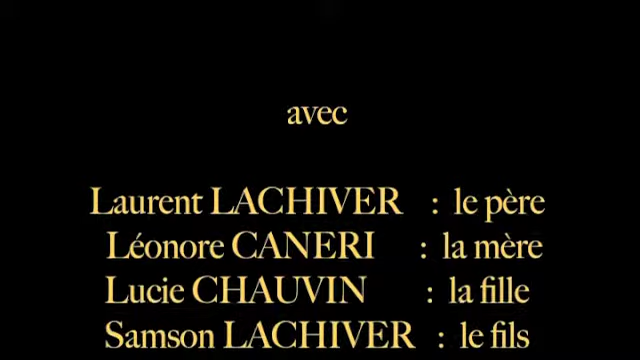 avec
Laurent LACHIVER : le père
Léonore CANERI : la mère
Lucie CHAUVIN : la fille
Samson LACHIVER : le fils